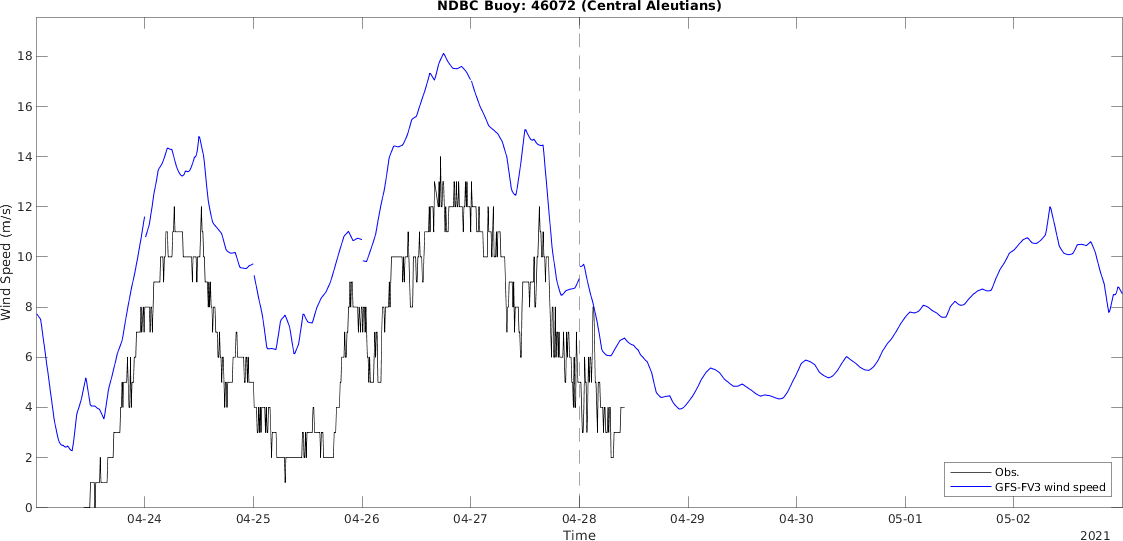 NDBC Buoy: 46072 (Central Aleutians)
Wind Speed (m/s)
18
16
14
12
10
8
6
4
2
0
04-24 04-25 04-26 04-27 04-28 04-29 04-30 05-01 05-02
Time
2021
Obs.
GFS-FV3 wind speed